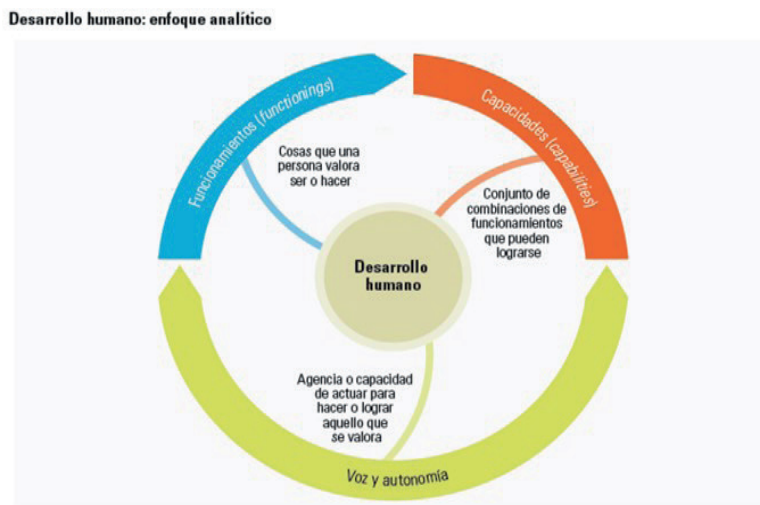 Desarrollo humano: enfoque analítico
Funcionamientos (functionings)
Capacidades (capabilities)
Cosas que una
persona valora
ser o hacer
Conjunto de
combinaciones de
funcionamientos
que pueden
lograrse
Desarrollo
humano
Agencia o capacidad
de actuar para
hacer o lograr
aquello que
se valora
Voz y autonomía